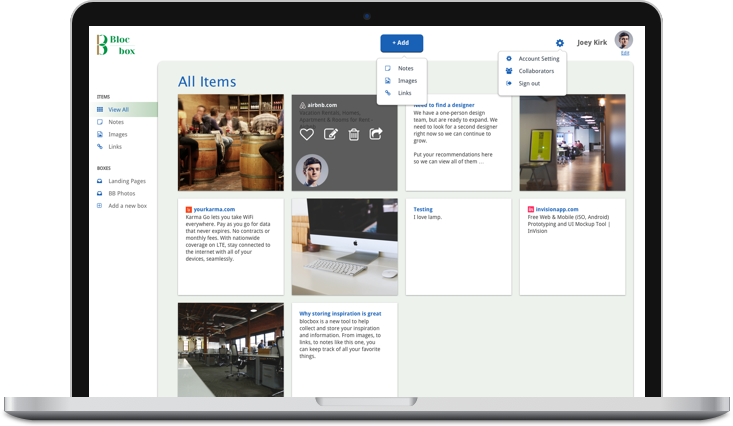 Bloc
box
+ Add
Joey Kirk
Edit
Notes
Images
Links
Account Setting
Collaborators
Sign out
All Items
ITEMS
View All
Notes
Images
Links
BOXES
Landing Pages
BB Photos
Add a new box
airbnb.com
Vacation Rentals, Homes,
Apartments & Rooms for Rent
Need to find a designer
We have a one-person design
team, but are ready to expand. We
need to look for a second designer
right now so we can continue to
grow.
Put your recommendations here
so we can view all of them ...
yourkarma.com
Karma Go lets you take WiFi
everywhere. Pay as you go for data
that never expires. No contracts or
monthly fees. With nationwide
coverage on LTE, stay connected to
the internet with all of your
devices, seamlessly.
Testing
I love lamp.
invisionapp.com
Free Web & Mobile (ISO, Android)
Prototyping and UI Mockup Tool |
InVision
Why storing inspiration is great
blocbox is a new tool to help
collect and store your inspiration
and information. From images, to
links, to notes like this one, you
can keep track of all your favorite
things.